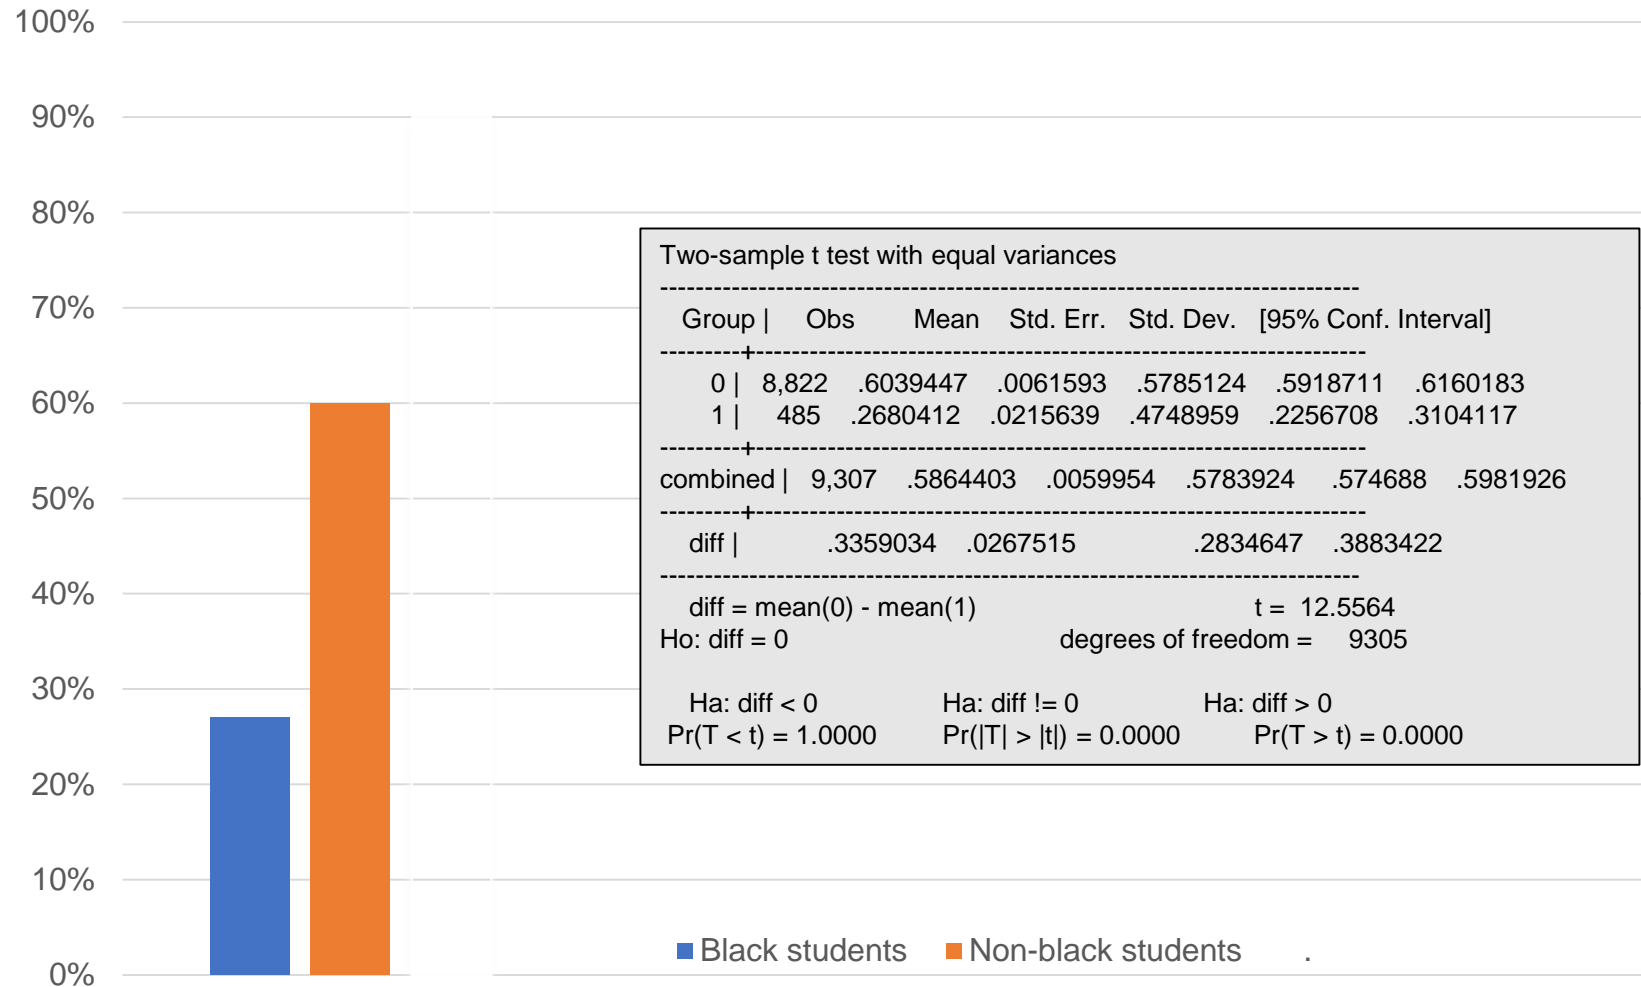 100%
90%
80%
70%
60%
50%
40%
30%
20%
10%
0%
Two-sample t test with equal variances
------------------------------------------------------------------------------
Group | Obs Mean Std. Err. Std. Dev. [95% Conf. Interval]
---------+--------------------------------------------------------------------
0 | 8,822 .6039447 .0061593 .5785124 .5918711 .6160183
1 | 485 .2680412 .0215639 .4748959 .2256708 .3104117
---------+--------------------------------------------------------------------
combined | 9,307 .5864403 .0059954 .5783924 .574688 .5981926
---------+--------------------------------------------------------------------
diff | .3359034 .0267515 .2834647 .3883422
------------------------------------------------------------------------------
diff = mean(0) - mean(1) t = 12.5564
Ho: diff = 0 degrees of freedom = 9305
Ha: diff < 0 Ha: diff != 0 Ha: diff > 0
Pr(T < t) = 1.0000 Pr(|T| > |t|) = 0.0000 Pr(T > t) = 0.0000
Black students Non-black students .